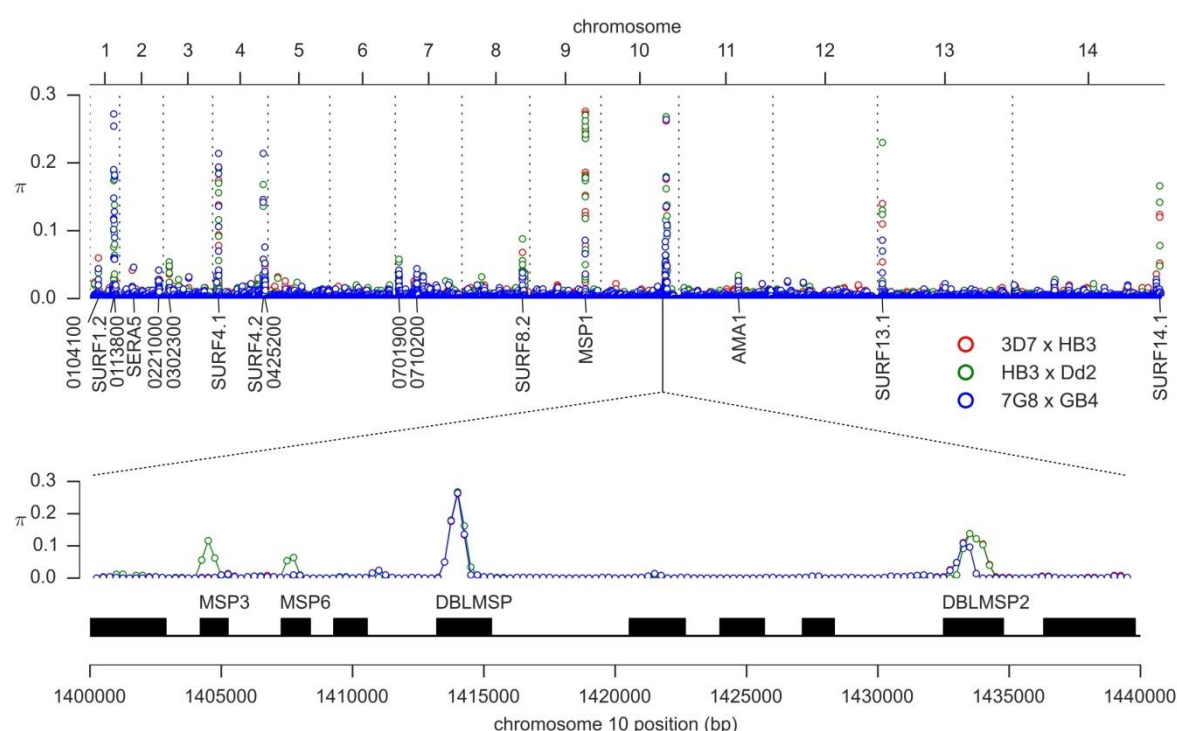 chromosome
1 2 3 4 5 6 7 8 9 10 11 12 13 14
0.3
0.2
π
0.1
0.0
0104100 SURF1.2 0113800 SERA5 0221000 0302300 SURF4.1 SURF4.2 0425200 0701900 0710200 SURF8.2 MSP1 AMA1 SURF13.1 SURF14.1
3D7 x HB3
HB3 x Dd2
7G8 x GB4
0.3
0.2
π
0.1
0.0
MSP3 MSP6 DBLMSP DBLMSP2
1400000 1405000 1410000 1415000 1420000 1425000 1430000 1435000 1440000
chromosome 10 position (bp)